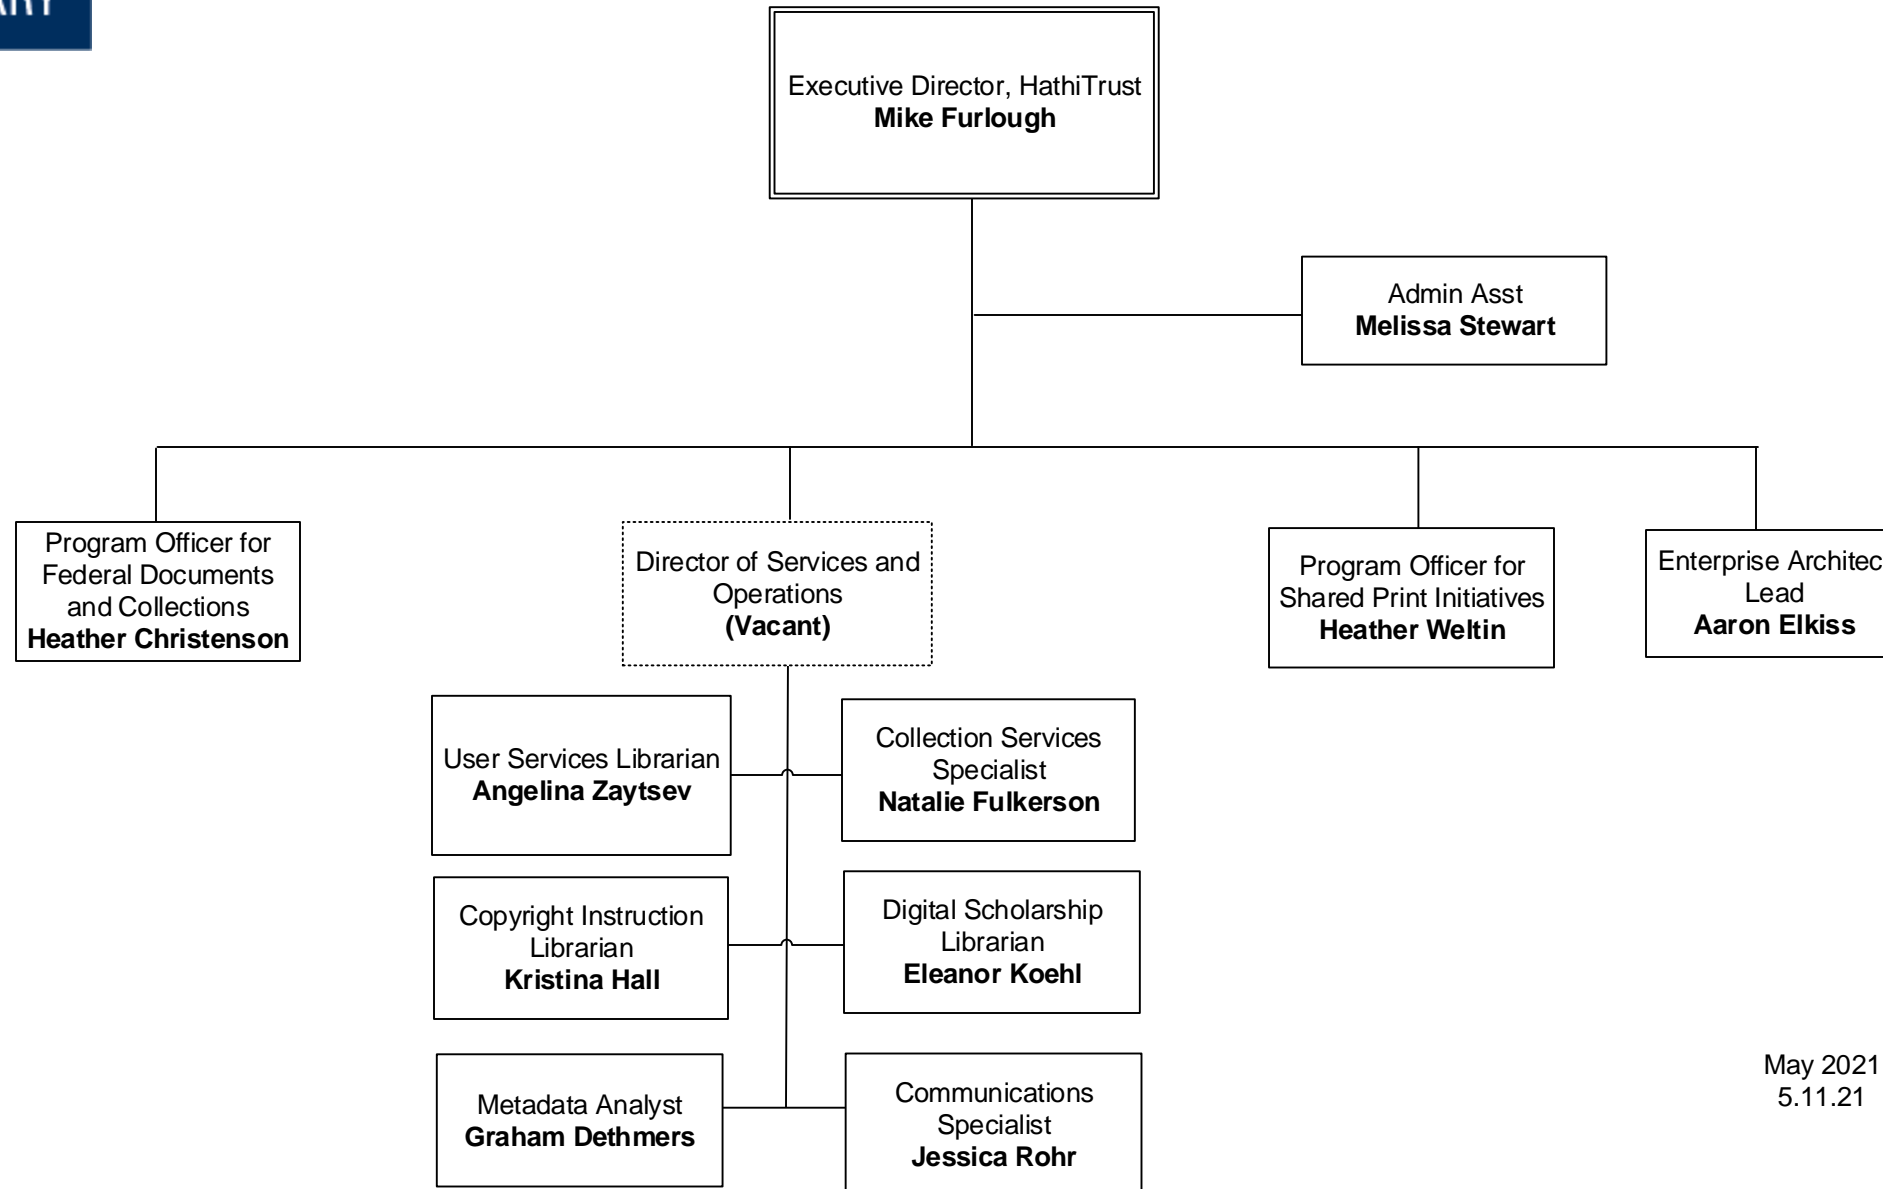 Executive Director, HathiTrust
Mike Furlough
Admin Asst
Melissa Stewart
Program Officer for
Federal Documents
and Collections
Heather Christenson
Director of Services and
Operations
(Vacant)
Program Officer for
Shared Print Initiatives
Heather Weltin
Enterprise Architec
Lead
Aaron Elkiss
User Services Librarian
Angelina Zaytsev
Collection Services
Specialist
Natalie Fulkerson
Copyright Instruction
Librarian
Kristina Hall
Digital Scholarship
Librarian
Eleanor Koehl
Metadata Analyst
Graham Dethmers
Communications
Specialist
Jessica Rohr
May 2021
5.11.21